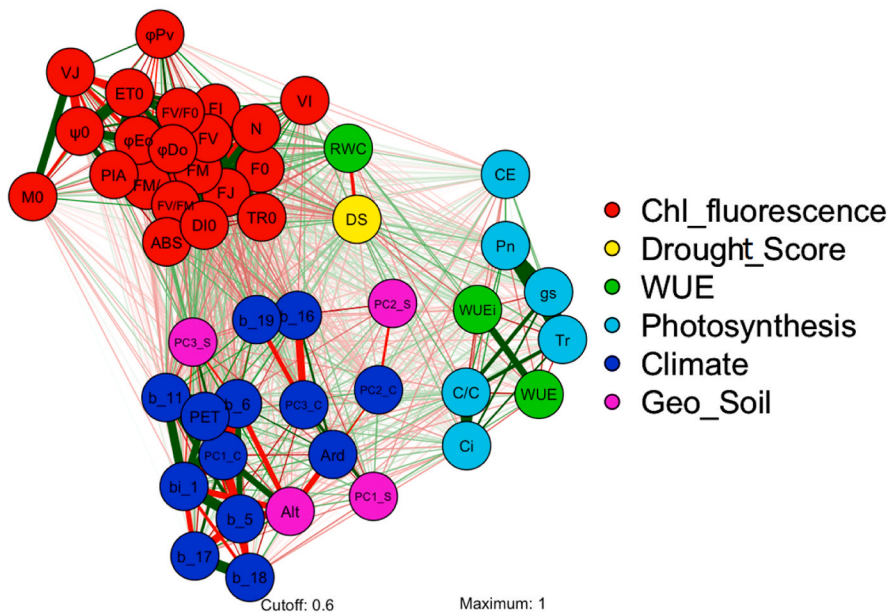 φPv
VJ
ET0
FV/F0
EI
VI
ψ0
φEo
FV
N
RWC
φDo
PIA
FM/
FM
F0
CE
M0
FV/FM
FJ
DS
ABS
DI0
TR0
Pn
Chl_fluorescence
Drought_Score
WUE
Photosynthesis
Climate
Geo_Soil
gs
PC2_S
WUEi
b_19
b_16
Tr
PC3_S
b_11
b_6
PC3_C
PC2_C
C/C
WUE
PET
PC1_C
Ard
Ci
bi_1
PC1_S
Alt
b_5
b_17
b_18
Cutoff: 0.6
Maximum: 1